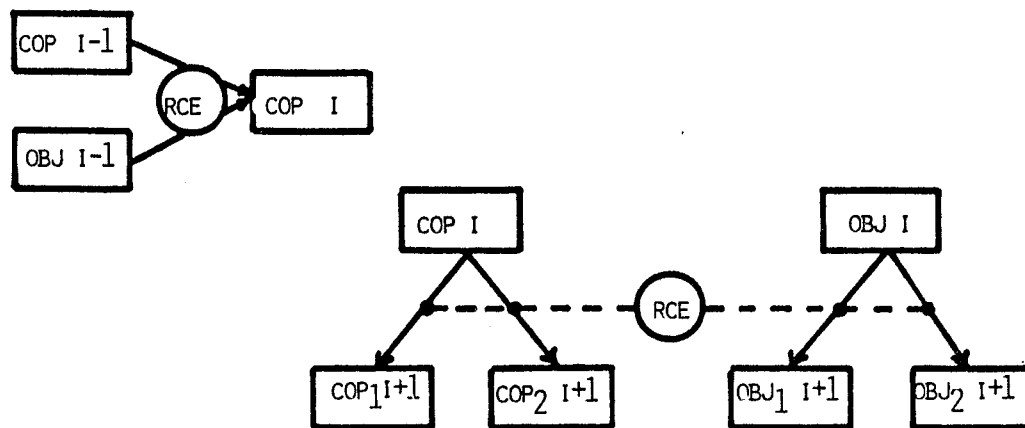 COP I-1
RCE
COP I
OBJ I-1
COP I
OBJ I
RCE
COP1 I+1
COP2 I+1
OBJ1 I+1
OBJ2 I+1